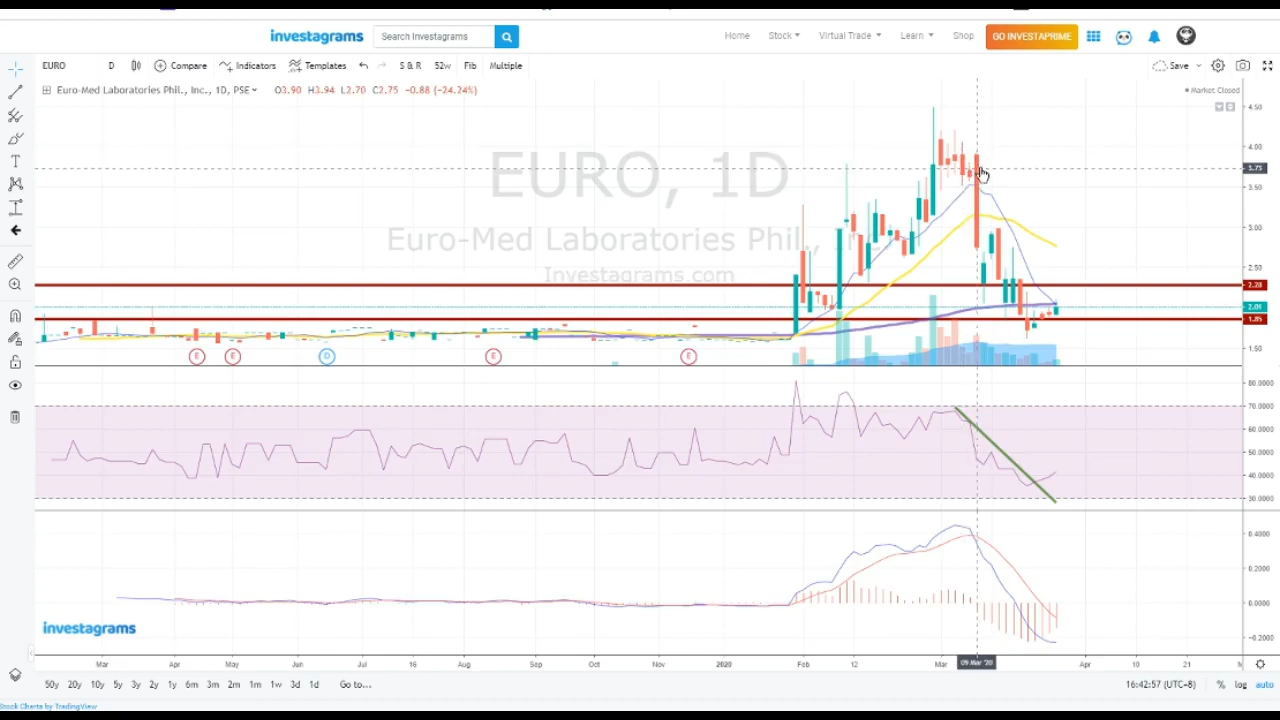 investagrams
Search Investagrams
Home Stock Virtual Trade Learn Shop GO INVESTAPRIME
EURO D Compare Indicators Templates S & R 52w Fib Multiple Save
Euro-Med Laboratories Phil., Inc., 1D, PSE O3.90 H3.94 L2.70 C2.75 −0.88 (−24.24%)
Market Closed
EURO, 1D
Euro-Med Laboratories Phil., Inc.
Investagrams.com
4.50
4.00
3.73
3.50
3.00
2.50
2.28
2.01
1.85
1.50
E E D E E
80.0000
70.0000
60.0000
50.0000
40.0000
30.0000
0.4000
0.2000
0.0000
−0.2000
investagrams
Mar Apr May Jun Jul 16 Aug Sep Oct Nov 2020 Feb 12 Mar 09 Mar '20 Apr 10 21
50y 20y 10y 5y 3y 2y 1y 6m 3m 2m 1m 1w 3d 1d Go to... 16:42:57 (UTC+8) % log auto
Stock Charts by TradingView